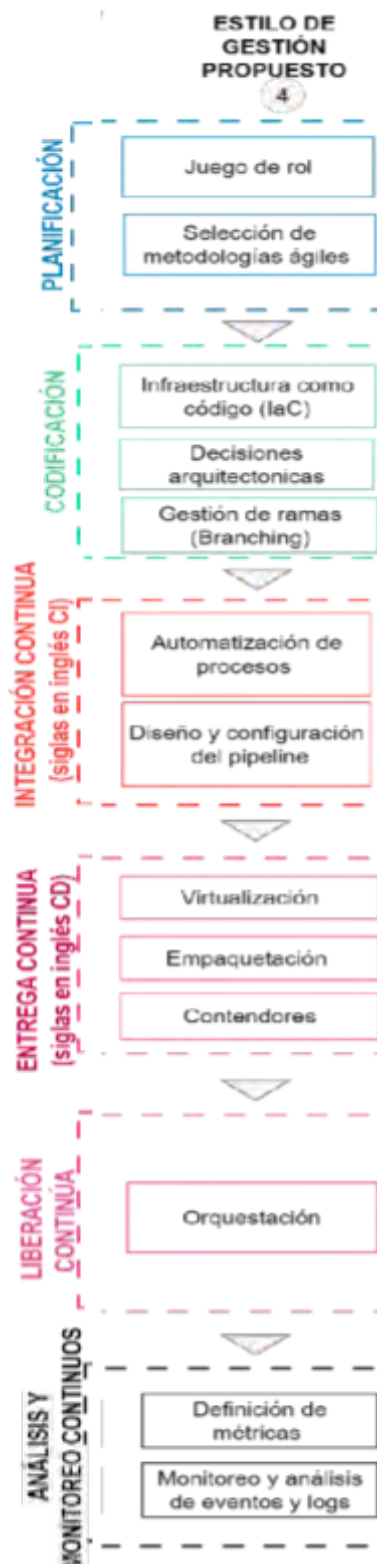 ESTILO DE
GESTIÓN
PROPUESTO
4
PLANIFICACIÓN
Juego de rol
Selección de
metodologías ágiles
CODIFICACIÓN
Infraestructura como
código (IaC)
Decisiones
arquitectonicas
Gestión de ramas
(Branching)
INTEGRACIÓN CONTINUA
(siglas en inglés CI)
Automatización de
procesos
Diseño y configuración
del pipeline
ENTREGA CONTINUA
(siglas en inglés CD)
Virtualización
Empaquetación
Contendores
LIBERACIÓN
CONTINÚA
Orquestación
ANÁLISIS Y
MONITOREO CONTINUOS
Definición de
métricas
Monitoreo y análisis
de eventos y logs